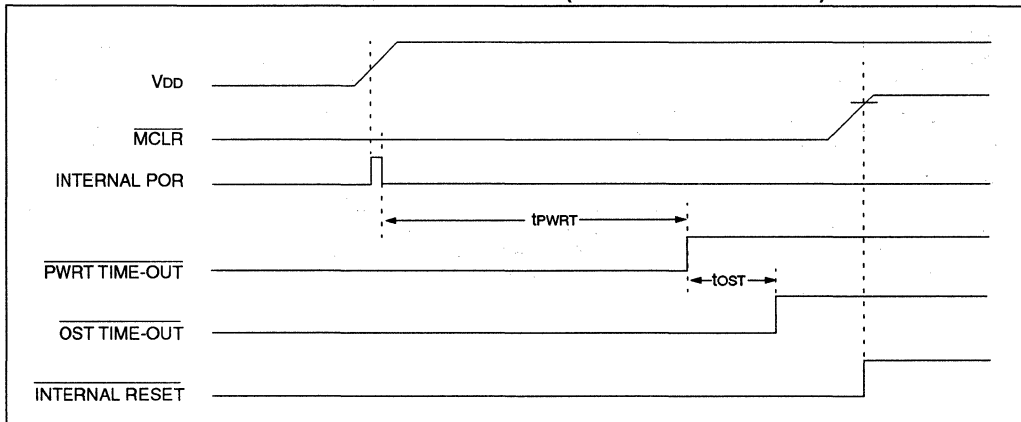 VDD
MCLR
INTERNAL POR
tPWRT
PWRT TIME-OUT
tOST
OST TIME-OUT
INTERNAL RESET